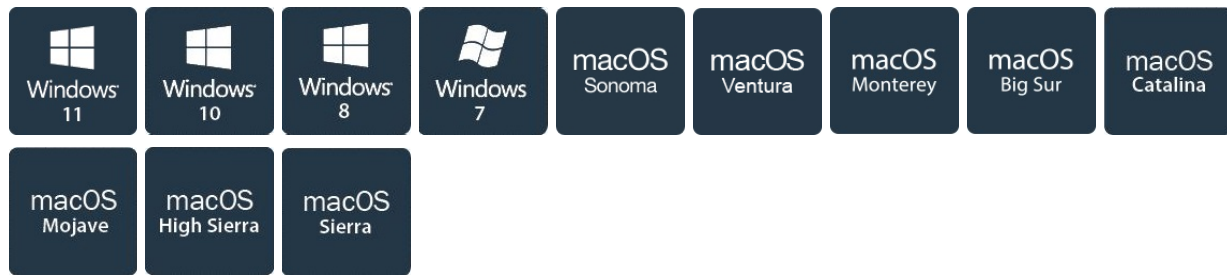 Windows
11
Windows
10
Windows
8
Windows
7
macOS
Sonoma
macOS
Ventura
macOS
Monterey
macOS
Big Sur
macOS
Catalina
macOS
Mojave
macOS
High Sierra
macOS
Sierra